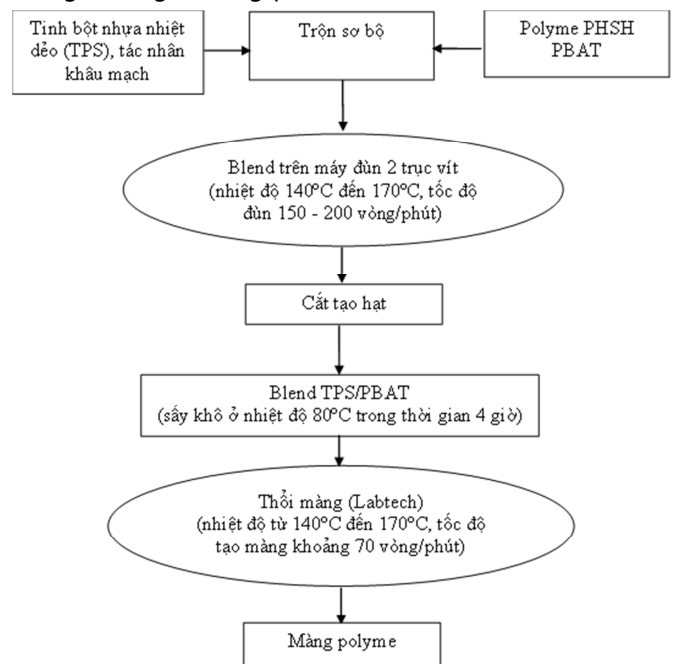 Tinh bột nhựa nhiệt
dẻo (TPS), tác nhân
khâu mạch
Trộn sơ bộ
Polyme PHSH
PBAT
Blend trên máy đùn 2 trục vít
(nhiệt độ 140°C đến 170°C, tốc độ
đùn 150 - 200 vòng/phút)
Cắt tạo hạt
Blend TPS/PBAT
(sấy khô ở nhiệt độ 80°C trong thời gian 4 giờ)
Thổi màng (Labtech)
(nhiệt độ từ 140°C đến 170°C, tốc độ
tạo màng khoảng 70 vòng/phút)
Màng polyme